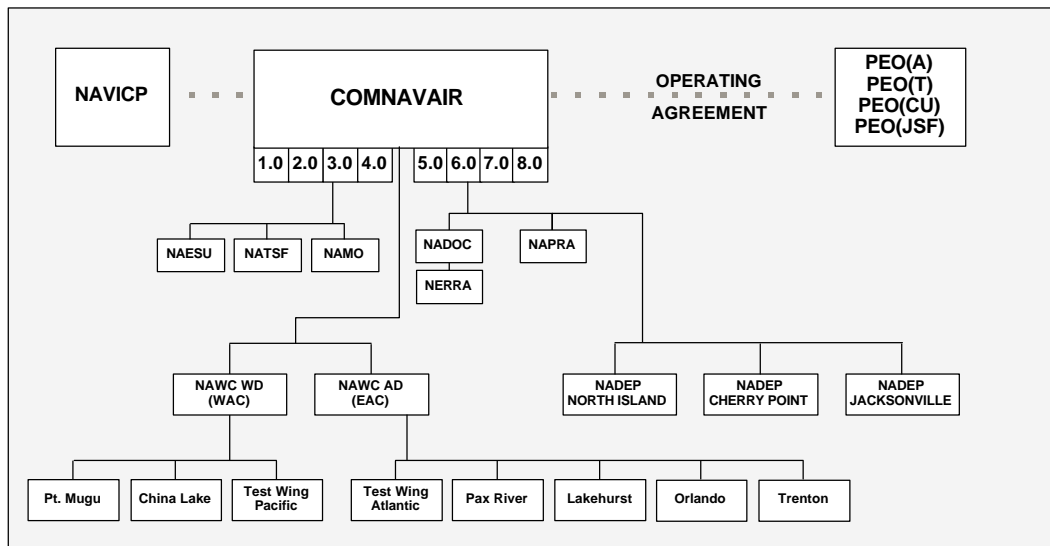 NAVICP
COMNAVAIR
OPERATING
AGREEMENT
PEO(A)
PEO(T)
PEO(CU)
PEO(JSF)
1.0 2.0 3.0 4.0 5.0 6.0 7.0 8.0
NAESU NATSF NAMO
NADOC NAPRA
NERRA
NAWC WD
(WAC)
NAWC AD
(EAC)
NADEP
NORTH ISLAND
NADEP
CHERRY POINT
NADEP
JACKSONVILLE
Pt. Mugu
China Lake
Test Wing
Pacific
Test Wing
Atlantic
Pax River
Lakehurst
Orlando
Trenton